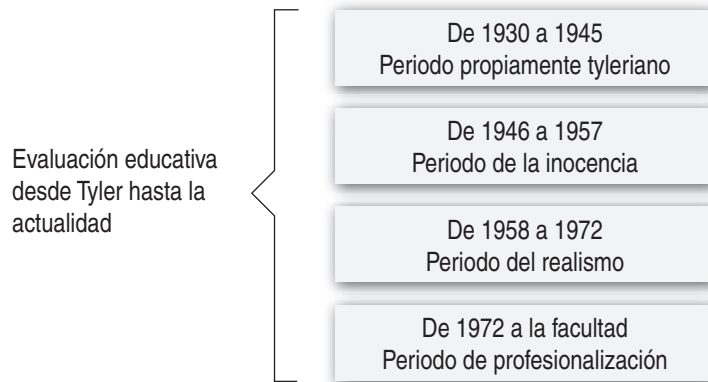 Evaluación educativa
desde Tyler hasta la
actualidad
De 1930 a 1945
Periodo propiamente tyleriano
De 1946 a 1957
Periodo de la inocencia
De 1958 a 1972
Periodo del realismo
De 1972 a la facultad
Periodo de profesionalización